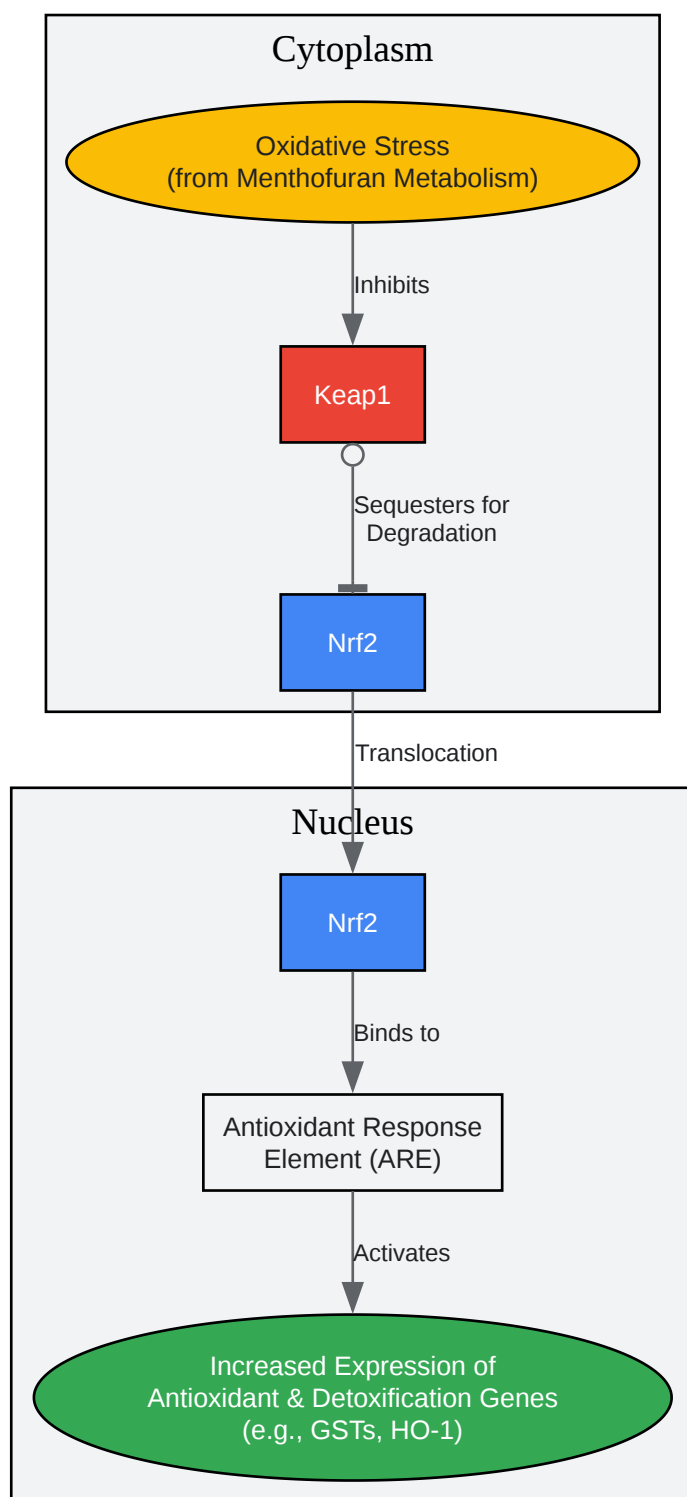 Cytoplasm
Oxidative Stress
(from Menthofuran Metabolism)
Inhibits
Keap1
Sequesters for
Degradation
Nrf2
Translocation
Nucleus
Nrf2
Binds to
Antioxidant Response
Element (ARE)
Activates
Increased Expression of
Antioxidant & Detoxification Genes
(e.g., GSTs, HO-1)